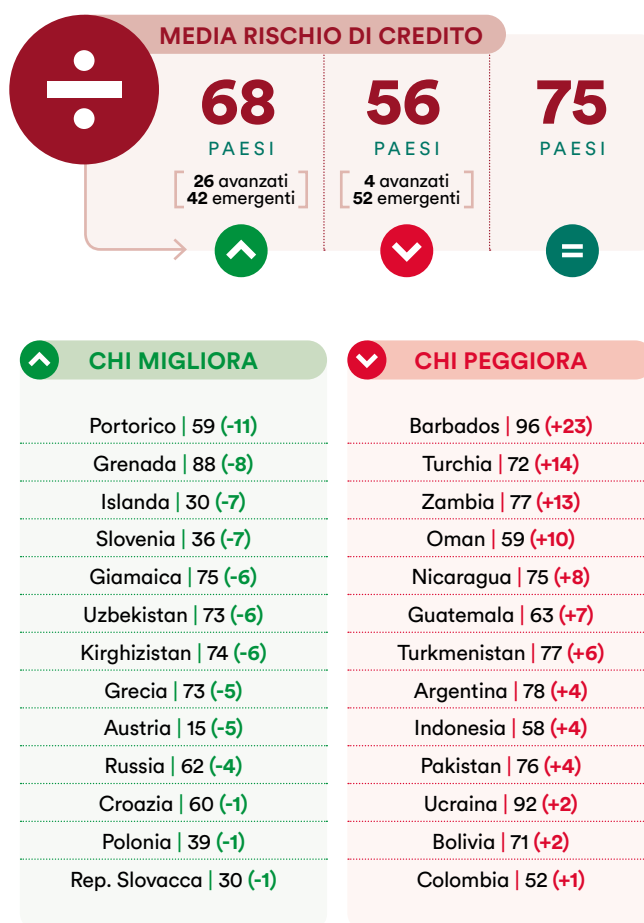 MEDIA RISCHIO DI CREDITO
68
PAESI
26 avanzati
42 emergenti
56
PAESI
4 avanzati
52 emergenti
75
PAESI
=
CHI MIGLIORA
Portorico | 59 (-11)
Grenada | 88 (-8)
Islanda | 30 (-7)
Slovenia | 36 (-7)
Giamaica | 75 (-6)
Uzbekistan | 73 (-6)
Kirghizistan | 74 (-6)
Grecia | 73 (-5)
Austria | 15 (-5)
Russia | 62 (-4)
Croazia | 60 (-1)
Polonia | 39 (-1)
Rep. Slovacca | 30 (-1)
CHI PEGGIORA
Barbados | 96 (+23)
Turchia | 72 (+14)
Zambia | 77 (+13)
Oman | 59 (+10)
Nicaragua | 75 (+8)
Guatemala | 63 (+7)
Turkmenistan | 77 (+6)
Argentina | 78 (+4)
Indonesia | 58 (+4)
Pakistan | 76 (+4)
Ucraina | 92 (+2)
Bolivia | 71 (+2)
Colombia | 52 (+1)